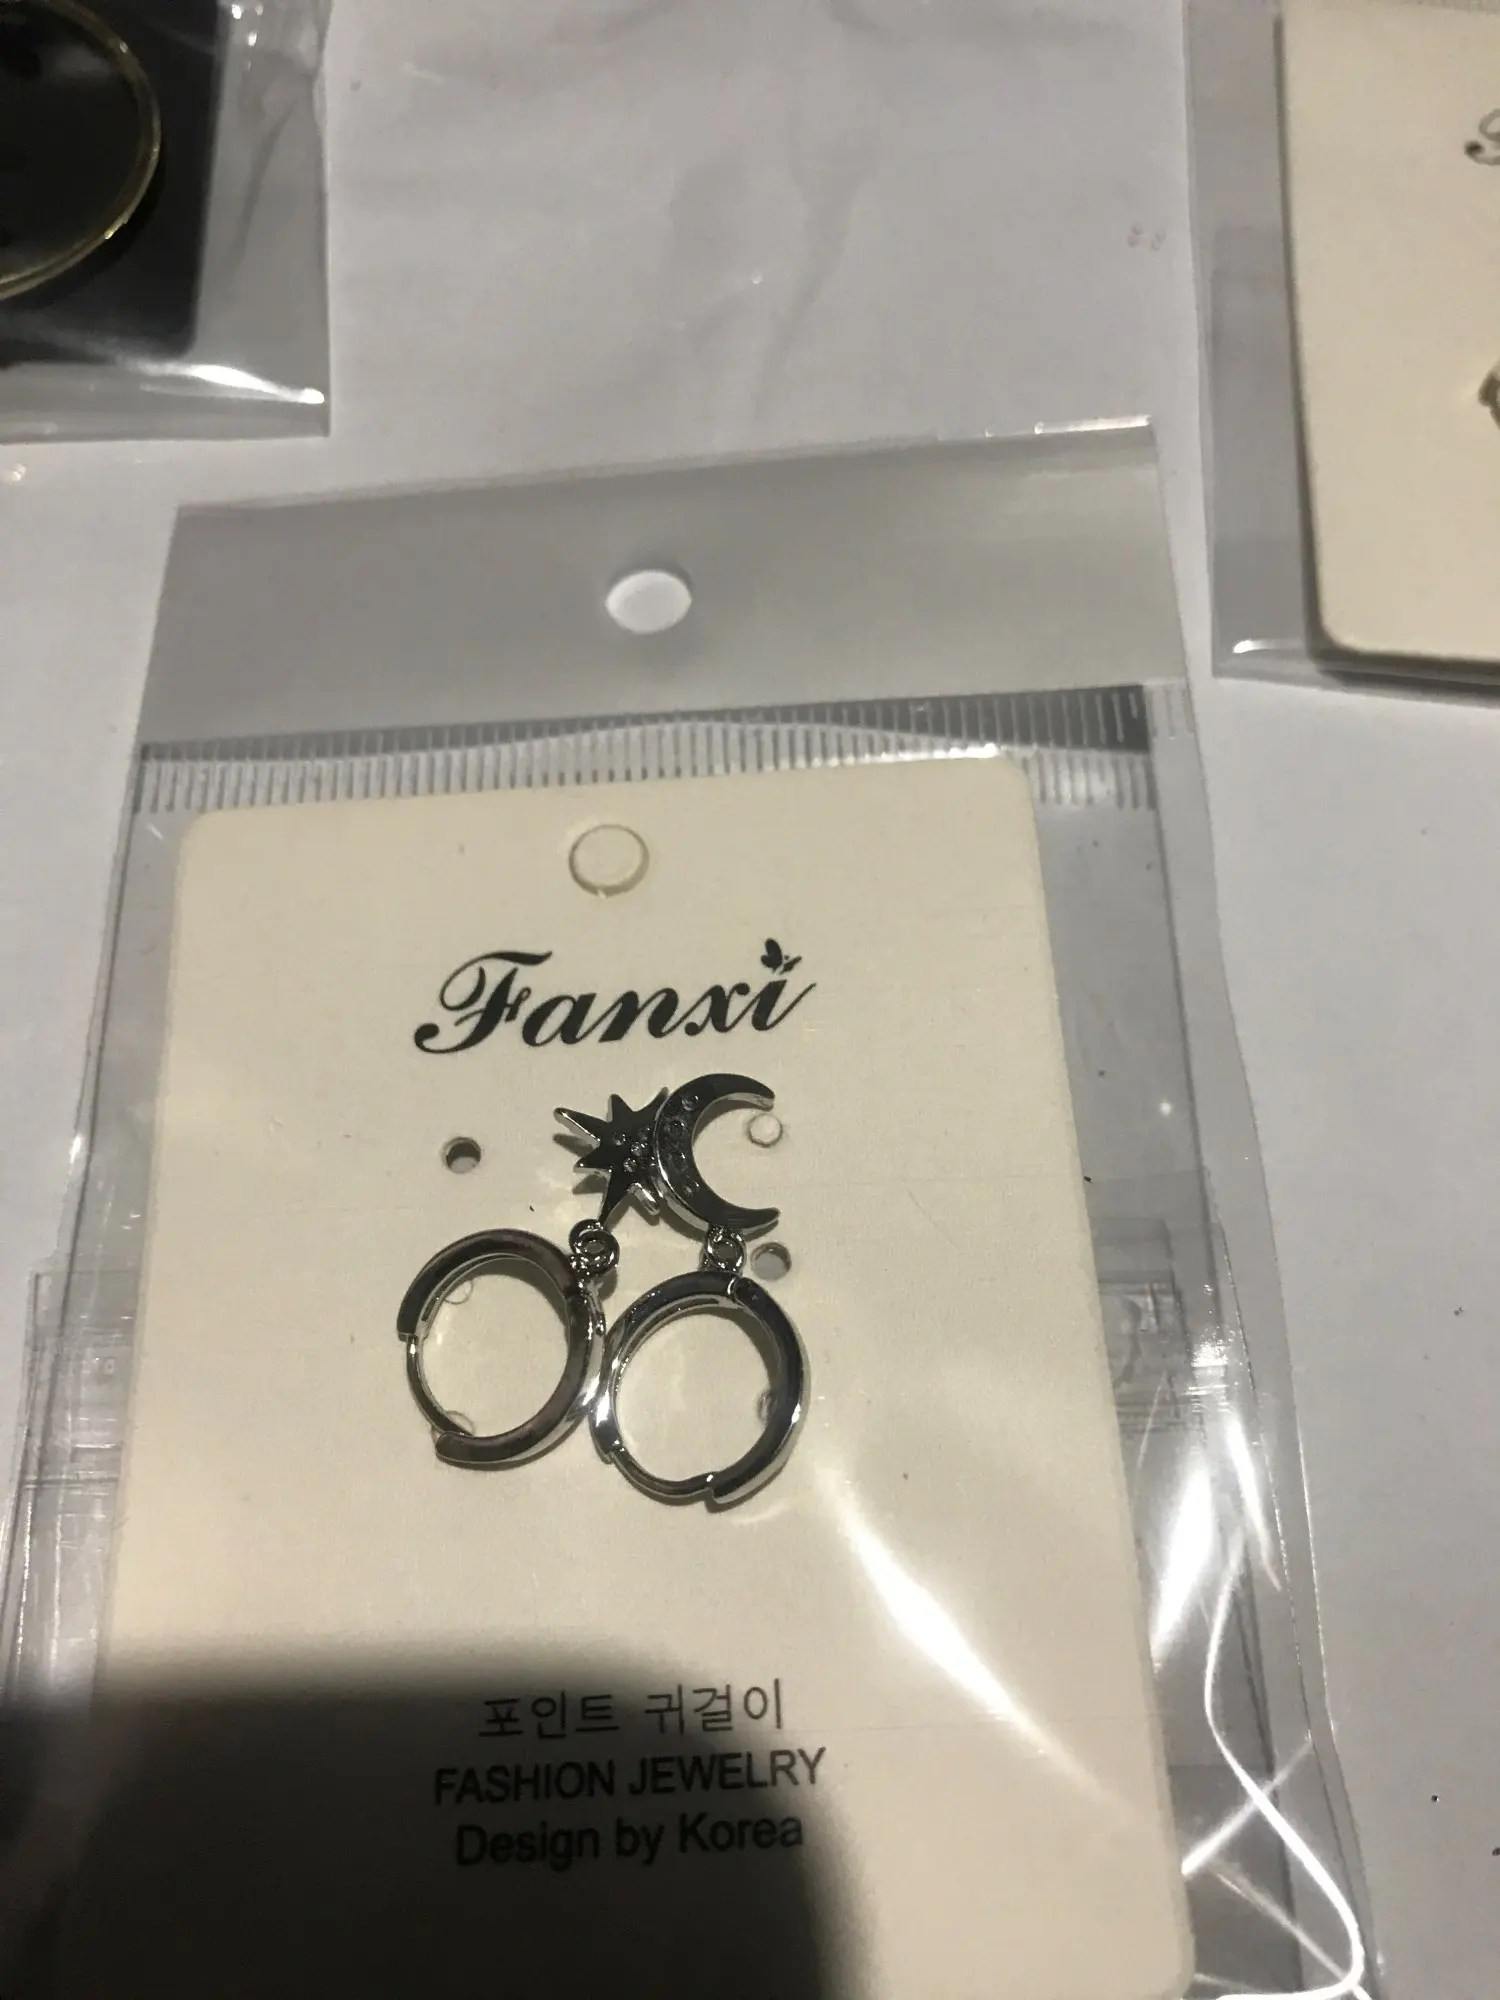 Fanxi
포인트 귀걸이
FASHION JEWELRY
Design by Korea